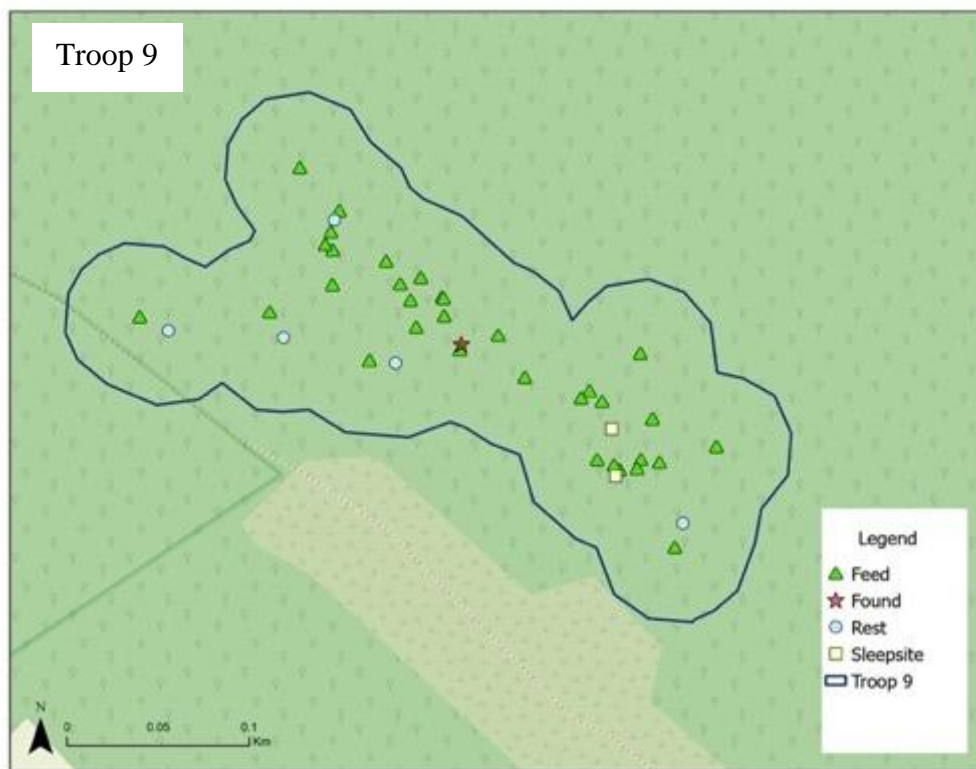 Troop 9
Legend
Feed
Found
Rest
Sleepsite
Troop 9
N
0 0.05 0.1
Km